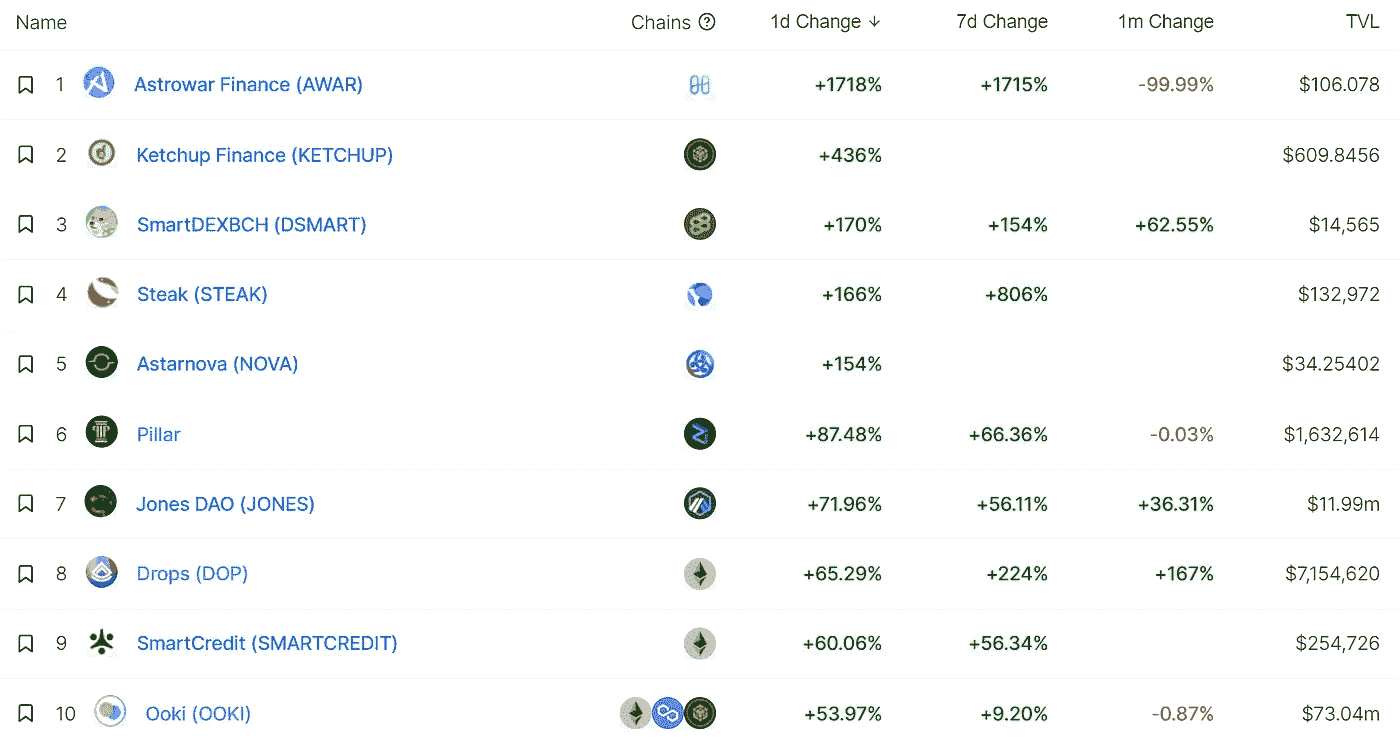 Name Chains ? 1d Change ↓ 7d Change 1m Change TVL
1 Astrowar Finance (AWAR) +1718% +1715% -99.99% $106.078
2 Ketchup Finance (KETCHUP) +436% $609.8456
3 SmartDEXBCH (DSMART) +170% +154% +62.55% $14,565
4 Steak (STEAK) +166% +806% $132,972
5 Astarnova (NOVA) +154% $34.25402
6 Pillar +87.48% +66.36% -0.03% $1,632,614
7 Jones DAO (JONES) +71.96% +56.11% +36.31% $11.99m
8 Drops (DOP) +65.29% +224% +167% $7,154,620
9 SmartCredit (SMARTCREDIT) +60.06% +56.34% $254,726
10 Ooki (OOKI) +53.97% +9.20% -0.87% $73.04m